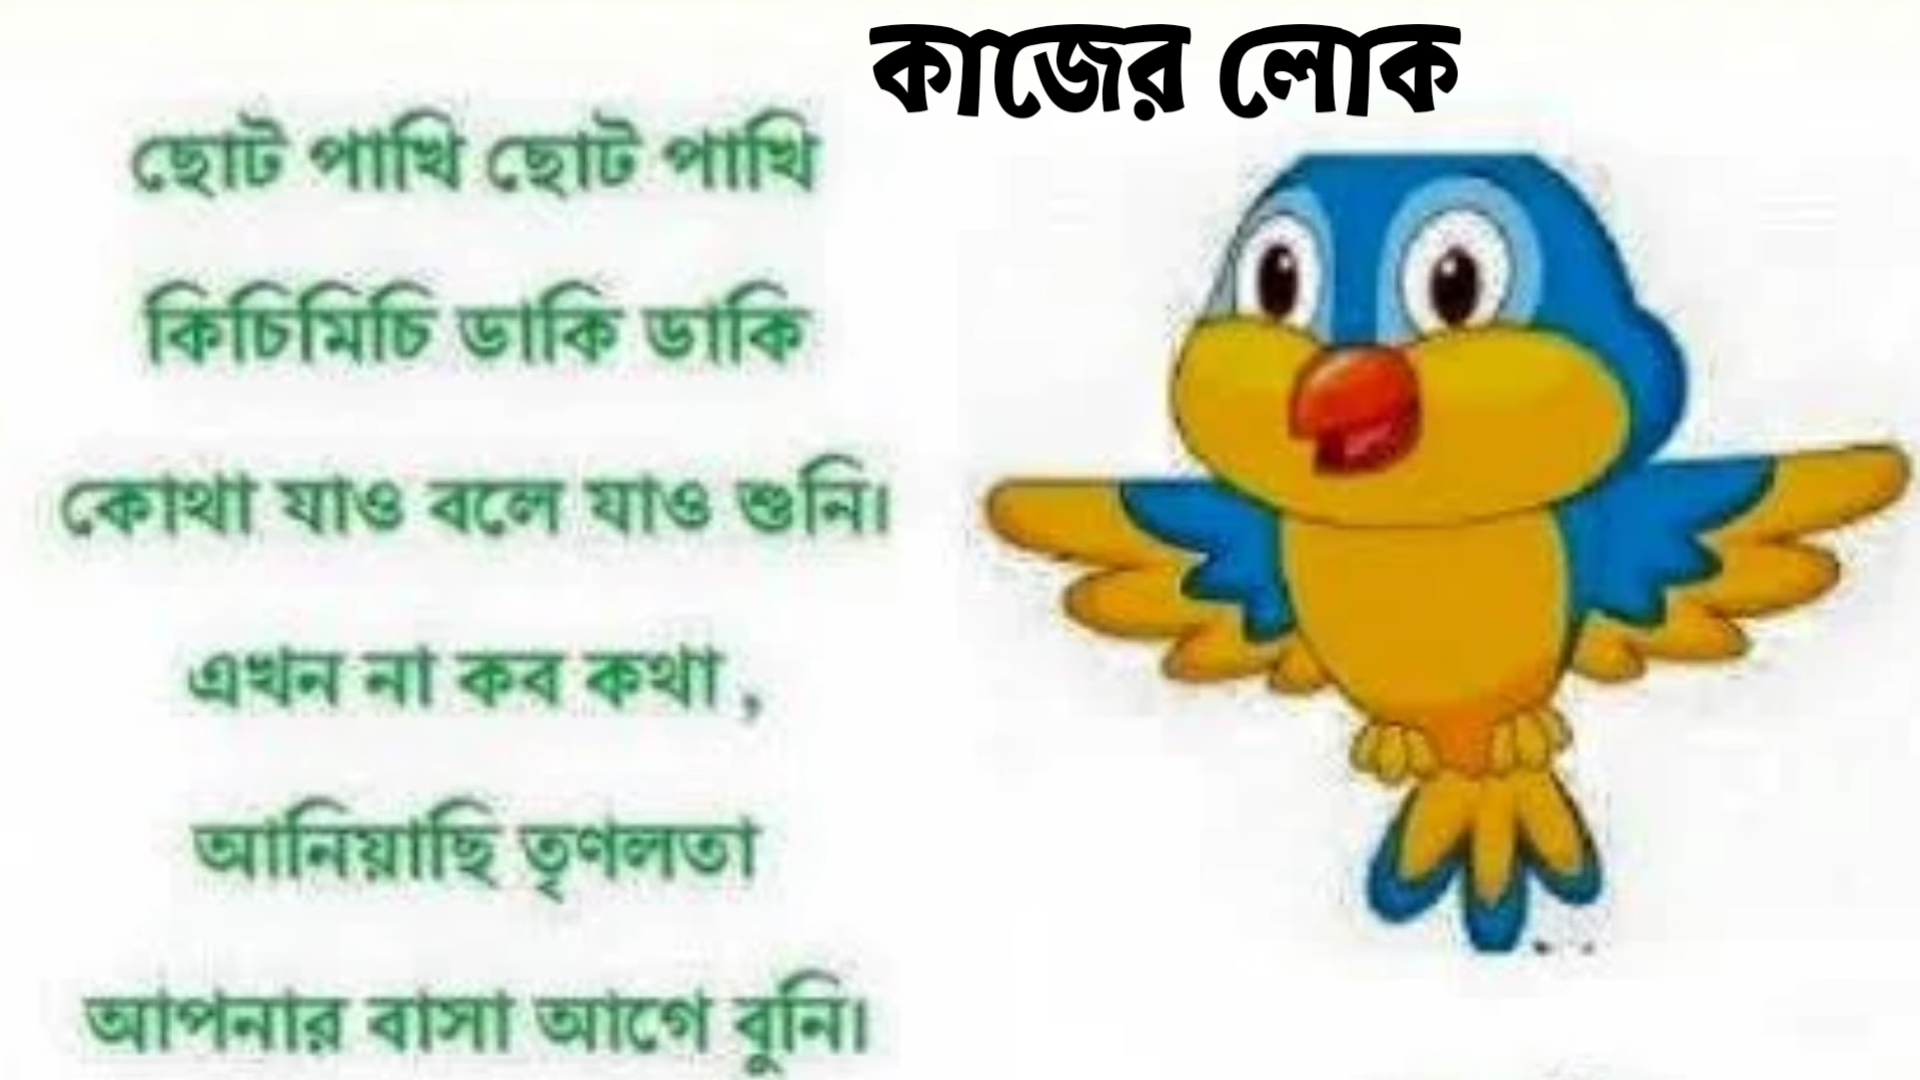 কাজের লোক
ছোট পাখি ছোট পাখি
কিচিমিচি ডাকি ডাকি
কোথা যাও বলে যাও শুনি।
এখন না কব কথা ,
আনিয়াছি তৃণলতা
আপনার বাসা আগে বুনি।